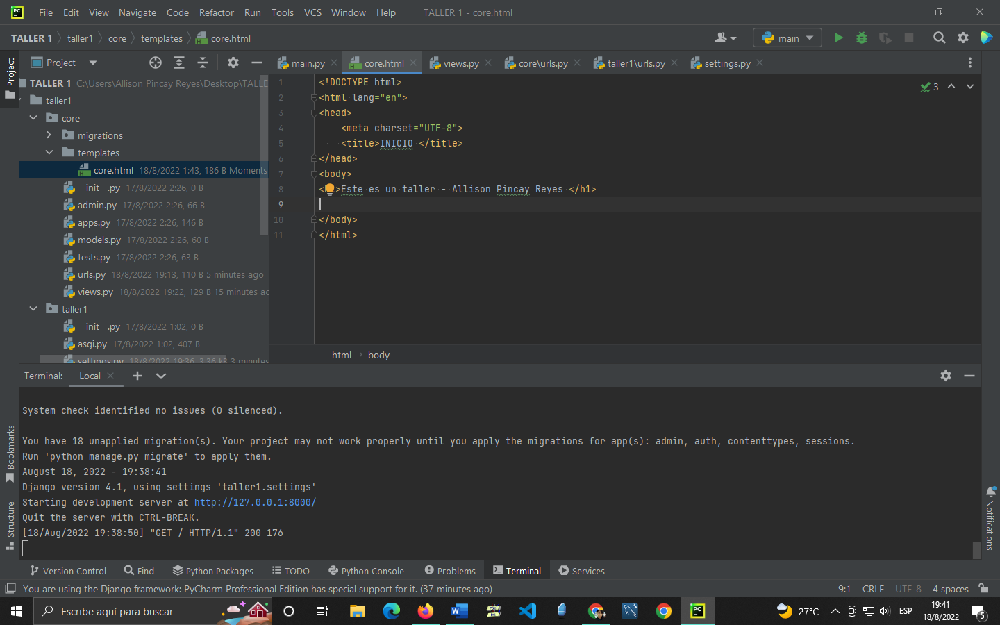 File Edit View Navigate Code Refactor Run Tools VCS Window Help TALLER 1 - core.html
TALLER 1 taller1 core templates core.html main
Project
Project
main.py core.html views.py core\urls.py taller1\urls.py settings.py
TALLER 1 C:\Users\Allison Pincay Reyes\Desktop\TALLE
taller1
core
migrations
templates
core.html 18/8/2022 1:43, 186 B Moments
__init__.py 17/8/2022 2:26, 0 B
admin.py 17/8/2022 2:26, 66 B
apps.py 17/8/2022 2:26, 146 B
models.py 17/8/2022 2:26, 60 B
tests.py 17/8/2022 2:26, 63 B
urls.py 18/8/2022 19:13, 110 B 5 minutes ago
views.py 18/8/2022 19:22, 129 B 15 minutes ag
taller1
__init__.py 17/8/2022 1:02, 0 B
asgi.py 17/8/2022 1:02, 407 B
settings.py 18/8/2022 19:36, 3,36 kB 3 minutes
1 <!DOCTYPE html>
2 <html lang="en">
3 <head>
4 <meta charset="UTF-8">
5 <title>INICIO </title>
6 </head>
7 <body>
8 < >Este es un taller - Allison Pincay Reyes </h1>
9
10 </body>
11 </html>
3
html body
Terminal: Local
System check identified no issues (0 silenced).
You have 18 unapplied migration(s). Your project may not work properly until you apply the migrations for app(s): admin, auth, contenttypes, sessions.
Run 'python manage.py migrate' to apply them.
August 18, 2022 - 19:38:41
Django version 4.1, using settings 'taller1.settings'
Starting development server at http://127.0.0.1:8000/
Quit the server with CTRL-BREAK.
[18/Aug/2022 19:38:50] "GET / HTTP/1.1" 200 176
Bookmarks
Structure
Notifications
Version Control Find Python Packages TODO Python Console Problems Terminal Services
You are using the Django framework: PyCharm Professional Edition has special support for it. (37 minutes ago) 9:1 CRLF UTF-8 4 spaces
Escribe aquí para buscar
27°C ESP 19:41
18/8/2022
5